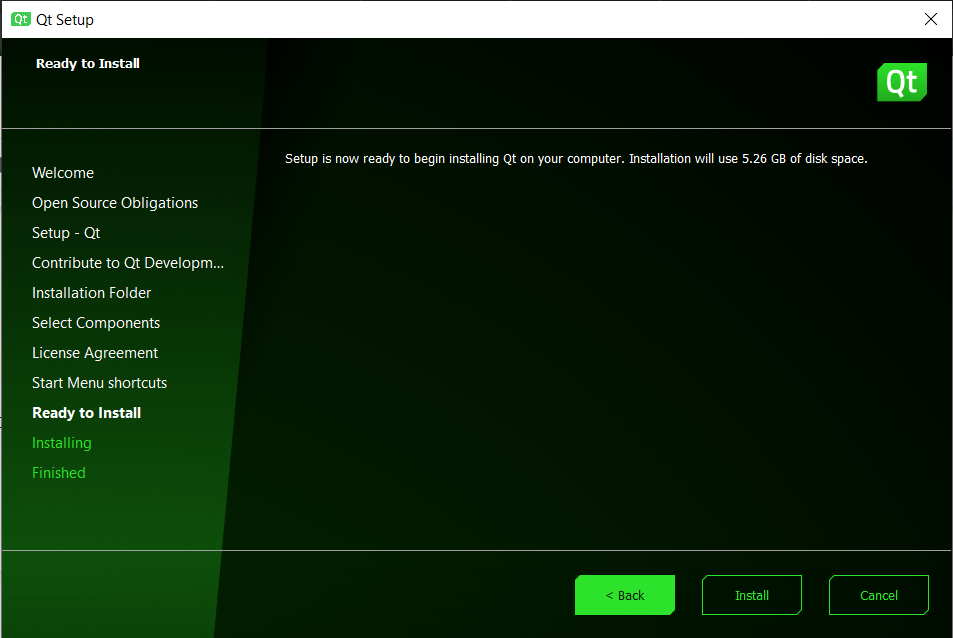 Qt Qt Setup
Ready to Install
Qt
Setup is now ready to begin installing Qt on your computer. Installation will use 5.26 GB of disk space.
Welcome
Open Source Obligations
Setup - Qt
Contribute to Qt Developm...
Installation Folder
Select Components
License Agreement
Start Menu shortcuts
Ready to Install
Installing
Finished
< Back
Install
Cancel